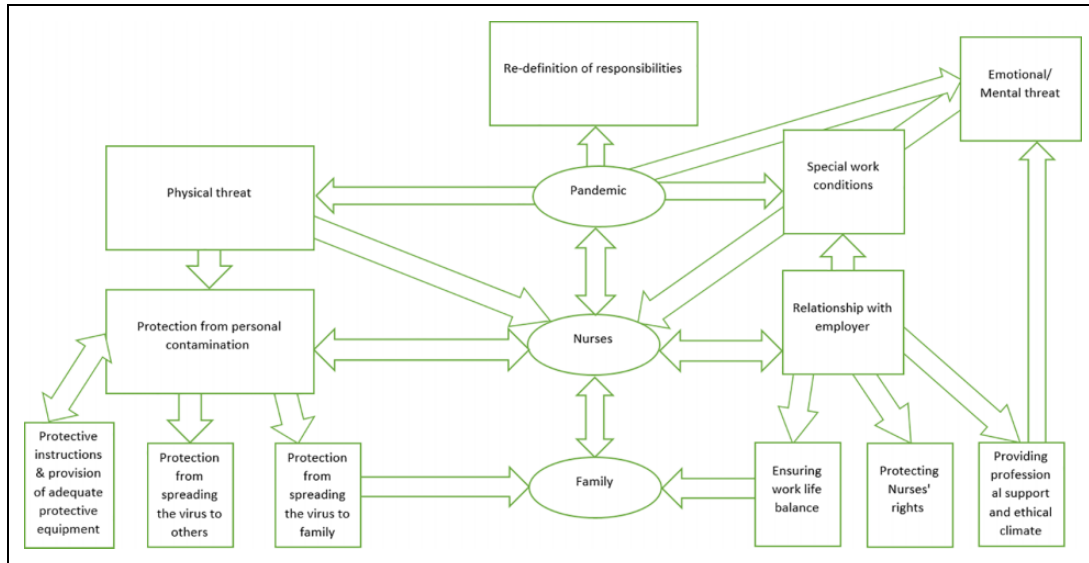 Re-definition of responsibilities
Emotional/
Mental threat
Physical threat
Pandemic
Special work
conditions
Protection from personal
contamination
Nurses
Relationship with
employer
Protective
instructions
& provision
of adequate
protective
equipment
Protection
from
spreading
the virus to
others
Protection
from
spreading
the virus to
family
Family
Ensuring
work life
balance
Protecting
Nurses'
rights
Providing
profession
al support
and ethical
climate